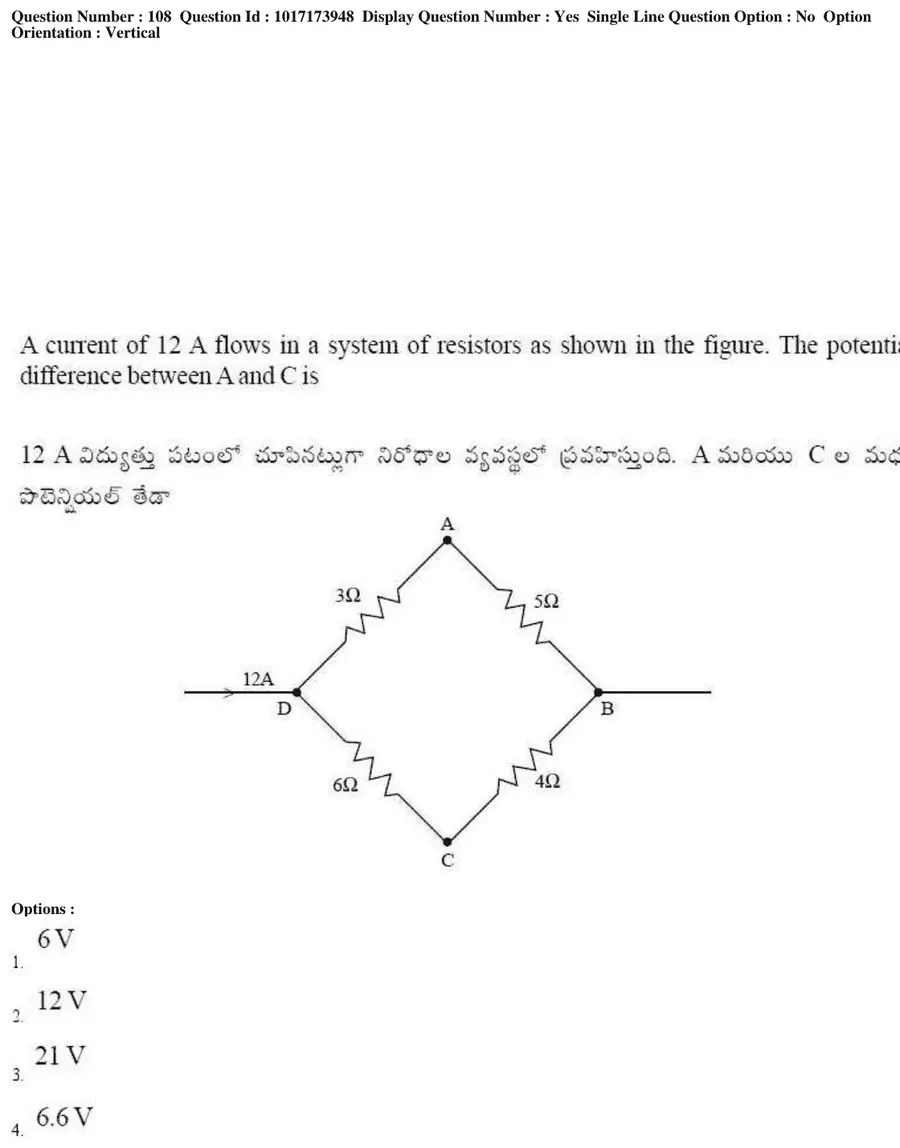 Question Number : 108 Question Id : 1017173948 Display Question Number : Yes Single Line Question Option : No Option
Orientation : Vertical
A current of 12 A flows in a system of resistors as shown in the figure. The potentia
difference between A and C is
12 A విద్యుత్తు పటంలో చూపినట్లుగా నిరోధాల వ్యవస్థలో ప్రవహిస్తుంది. A మరియు C ల మధ
పొటెన్షియల్ తేడా
A
3Ω
5Ω
12A
D
B
6Ω
4Ω
C
Options :
1. 6 V
2. 12 V
3. 21 V
4. 6.6 V